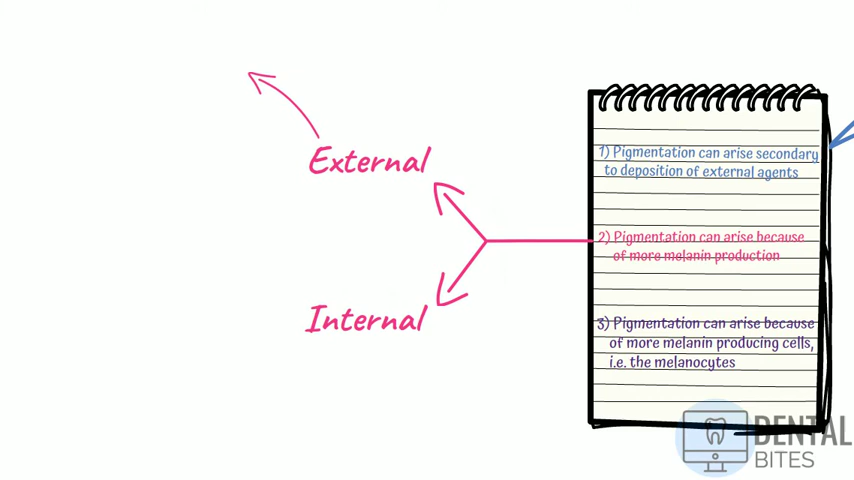 External
Internal
1) Pigmentation can arise secondary
to deposition of external agents
2) Pigmentation can arise because
of more melanin production
3) Pigmentation can arise because
of more melanin producing cells,
i.e. the melanocytes
DENTAL
BITES